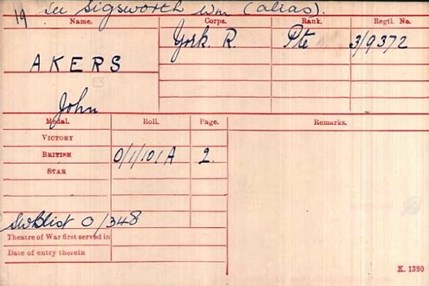 19 See Sigsworth Wm (alias).
Name. Corps. Rank. Regtl. No.
York. R. Pte 3/9372
AKERS
John
Medal. Roll. Page. Remarks.
VICTORY
BRITISH 0/1/101A 2.
STAR
SWB List 0/348
Theatre of War first served in
Date of entry therein
K. 1380